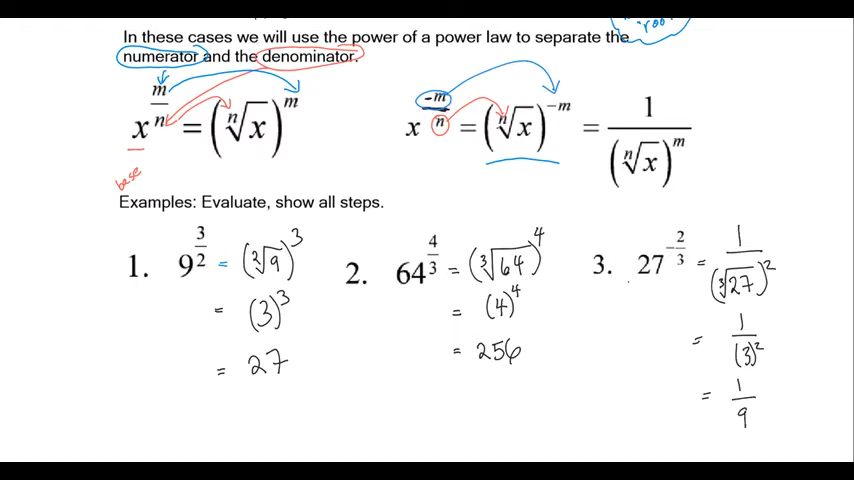 root
In these cases we will use the power of a power law to separate the
numerator and the denominator.
x^(m/n) = (ⁿ√x)^m
x^(-m/n) = (ⁿ√x)^(-m) = 1/(ⁿ√x)^m
base
Examples: Evaluate, show all steps.
1. 9^(3/2) = (²√9)^3
= (3)^3
= 27
2. 64^(4/3) = (³√64)^4
= (4)^4
= 256
3. 27^(-2/3) = 1/(³√27)^2
= 1/(3)^2
= 1/9